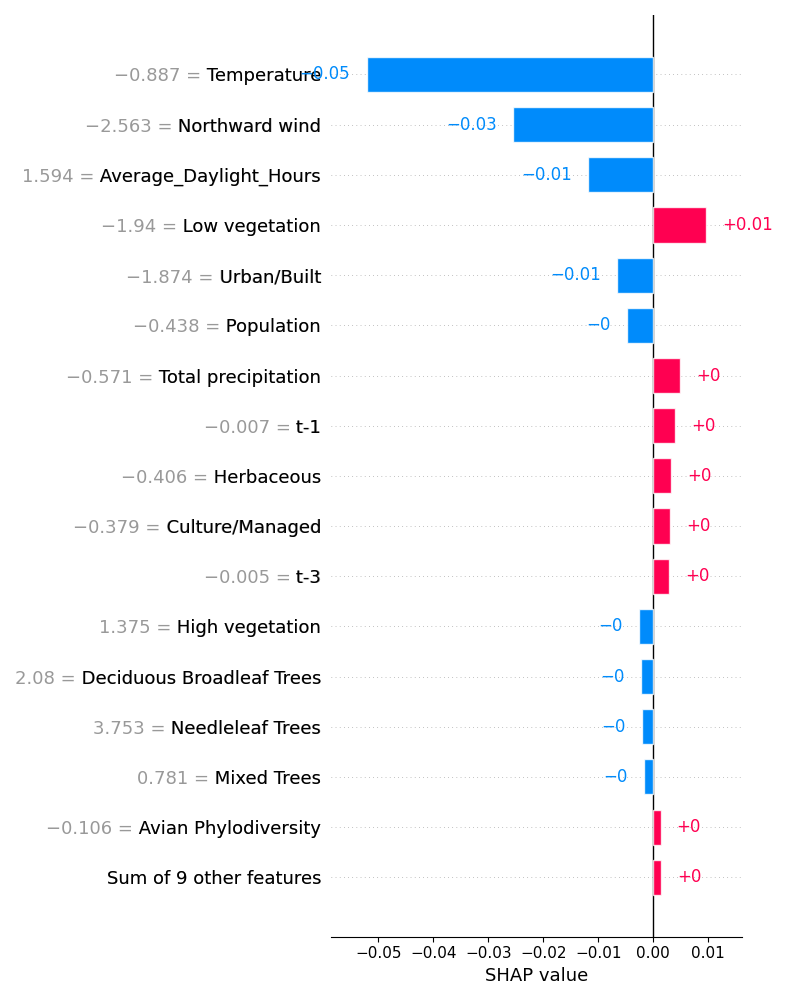 −0.887 = Temperature −0.05
−2.563 = Northward wind −0.03
1.594 = Average_Daylight_Hours −0.01
−1.94 = Low vegetation +0.01
−1.874 = Urban/Built −0.01
−0.438 = Population −0
−0.571 = Total precipitation +0
−0.007 = t-1 +0
−0.406 = Herbaceous +0
−0.379 = Culture/Managed +0
−0.005 = t-3 +0
1.375 = High vegetation −0
2.08 = Deciduous Broadleaf Trees −0
3.753 = Needleleaf Trees −0
0.781 = Mixed Trees −0
−0.106 = Avian Phylodiversity +0
Sum of 9 other features +0
−0.05 −0.04 −0.03 −0.02 −0.01 0.00 0.01
SHAP value